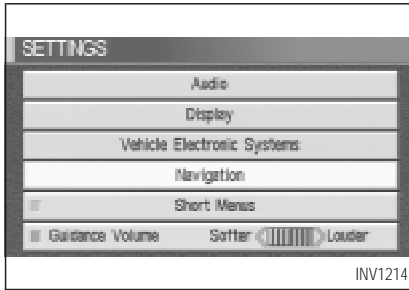 SETTINGS
Audio
Display
Vehicle Electronic Systems
Navigation
Short Menus
Guidance Volume Softer Louder
INV1214